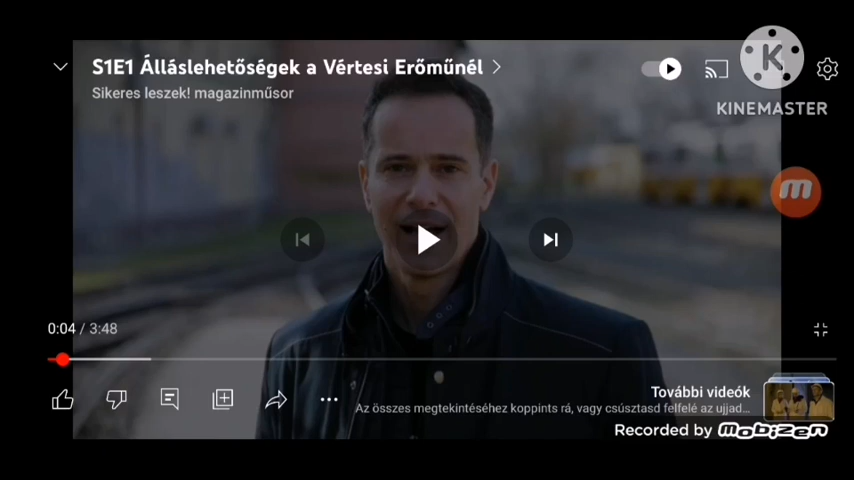 S1E1 Álláslehetőségek a Vértesi Erőműnél
Sikeres leszek! magazinműsor
KINEMASTER
0:04 / 3:48
További videók
Az összes megtekintéséhez koppints rá, vagy csúsztasd felfelé az ujjad...
Recorded by mobizen